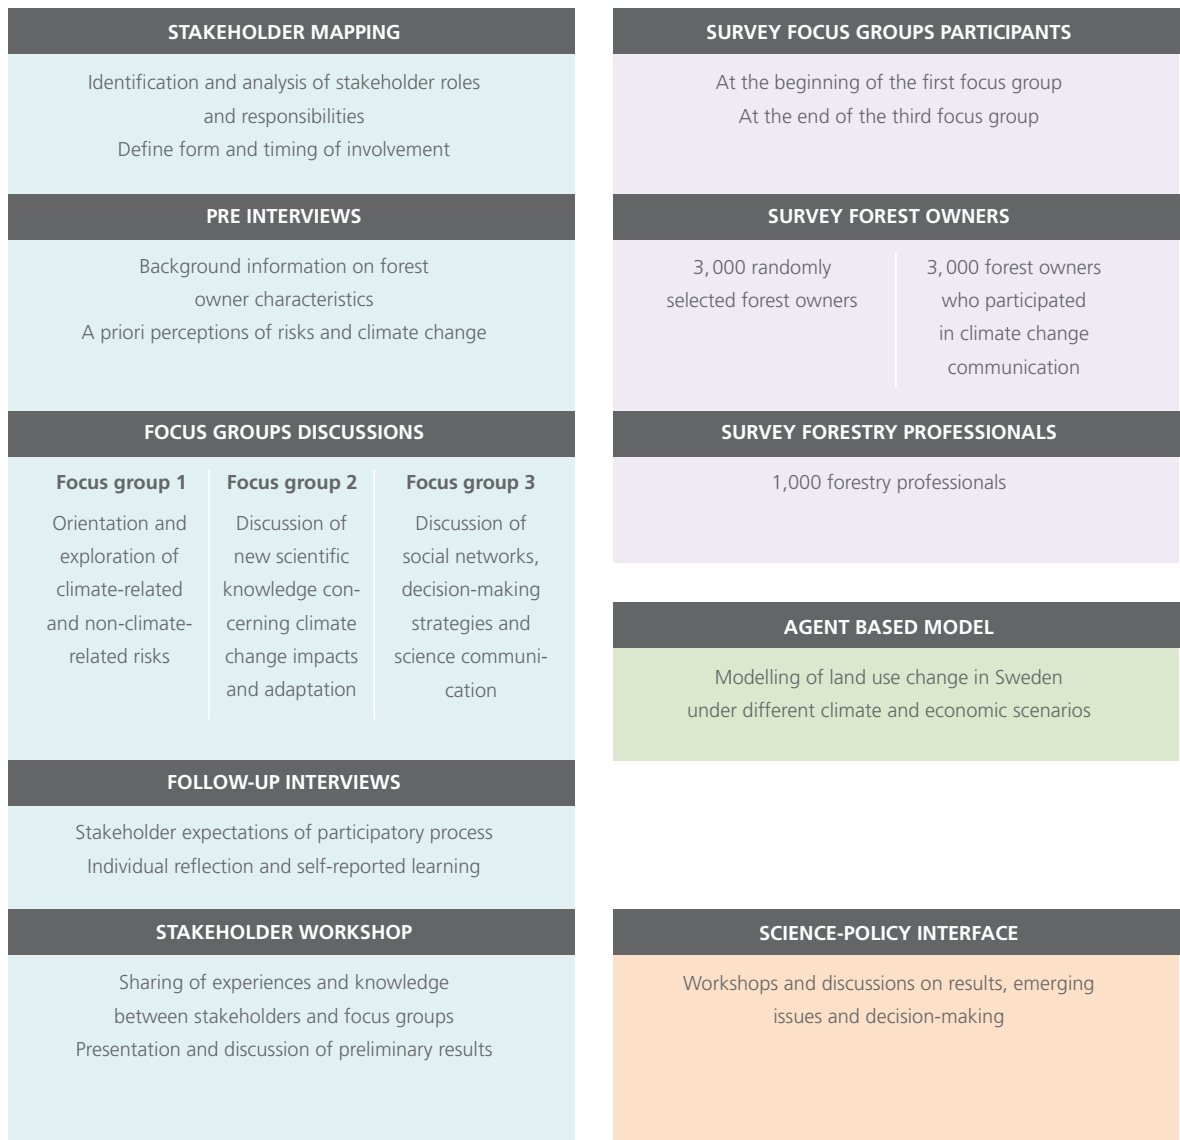 STAKEHOLDER MAPPING
Identification and analysis of stakeholder roles
and responsibilities
Define form and timing of involvement
PRE INTERVIEWS
Background information on forest
owner characteristics
A priori perceptions of risks and climate change
FOCUS GROUPS DISCUSSIONS
Focus group 1
Orientation and
exploration of
climate-related
and non-climate-
related risks
Focus group 2
Discussion of
new scientific
knowledge con-
cerning climate
change impacts
and adaptation
Focus group 3
Discussion of
social networks,
decision-making
strategies and
science communi-
cation
FOLLOW-UP INTERVIEWS
Stakeholder expectations of participatory process
Individual reflection and self-reported learning
STAKEHOLDER WORKSHOP
Sharing of experiences and knowledge
between stakeholders and focus groups
Presentation and discussion of preliminary results
SURVEY FOCUS GROUPS PARTICIPANTS
At the beginning of the first focus group
At the end of the third focus group
SURVEY FOREST OWNERS
3,000 randomly
selected forest owners
3,000 forest owners
who participated
in climate change
communication
SURVEY FORESTRY PROFESSIONALS
1,000 forestry professionals
AGENT BASED MODEL
Modelling of land use change in Sweden
under different climate and economic scenarios
SCIENCE-POLICY INTERFACE
Workshops and discussions on results, emerging
issues and decision-making